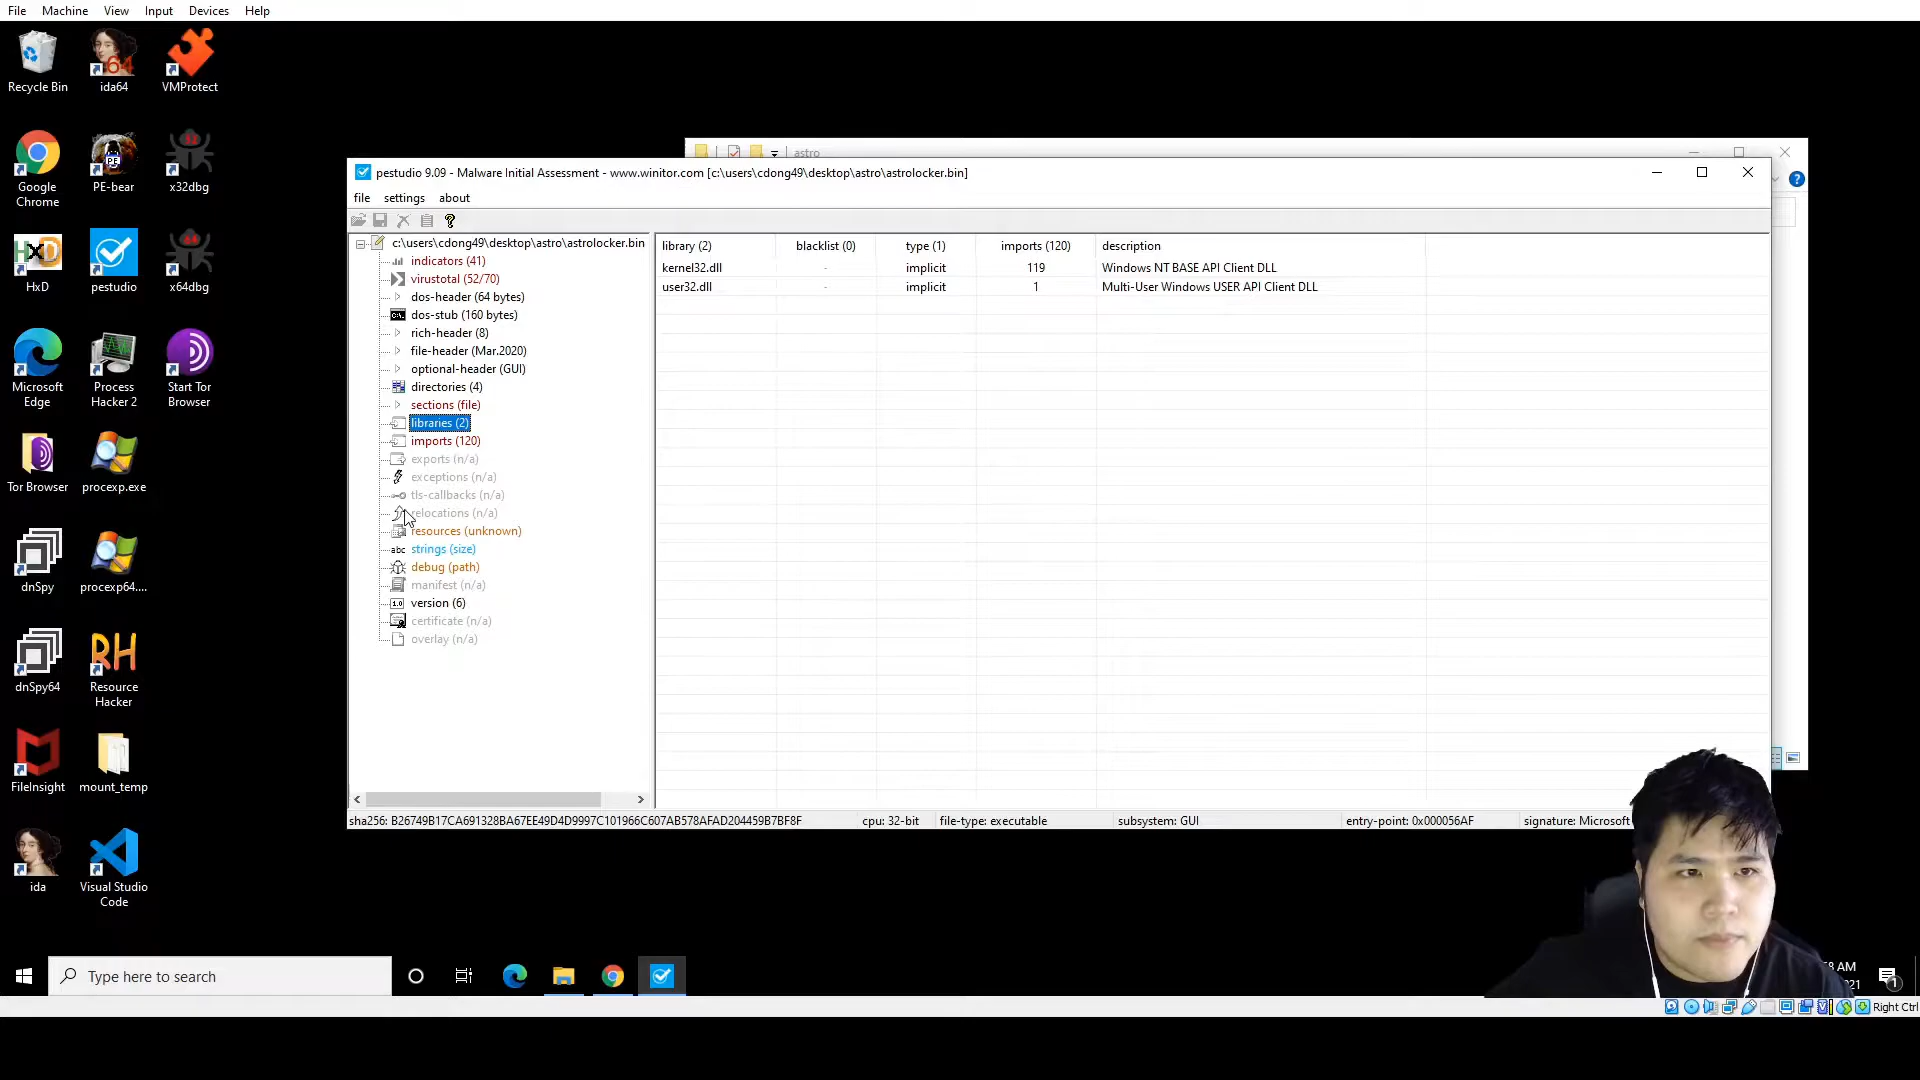 File Machine View Input Devices Help
Recycle Bin
ida64
VMProtect
Google Chrome
PE-bear
x32dbg
HxD
pestudio
x64dbg
Microsoft Edge
Process Hacker 2
Start Tor Browser
Tor Browser
procexp.exe
dnSpy
procexp64....
dnSpy64
Resource Hacker
FileInsight
mount_temp
ida
Visual Studio Code
astro
pestudio 9.09 - Malware Initial Assessment - www.winitor.com [c:\users\cdong49\desktop\astro\astrolocker.bin]
file settings about
c:\users\cdong49\desktop\astro\astrolocker.bin
indicators (41)
virustotal (52/70)
dos-header (64 bytes)
dos-stub (160 bytes)
rich-header (8)
file-header (Mar.2020)
optional-header (GUI)
directories (4)
sections (file)
libraries (2)
imports (120)
exports (n/a)
exceptions (n/a)
tls-callbacks (n/a)
relocations (n/a)
resources (unknown)
abc strings (size)
debug (path)
manifest (n/a)
1.0 version (6)
certificate (n/a)
overlay (n/a)
library (2) blacklist (0) type (1) imports (120) description
kernel32.dll - implicit 119 Windows NT BASE API Client DLL
user32.dll - implicit 1 Multi-User Windows USER API Client DLL
sha256: B26749B17CA691328BA67EE49D4D9997C101966C607AB578AFAD204459B7BF8F cpu: 32-bit file-type: executable subsystem: GUI entry-point: 0x000056AF signature: Microsoft
Type here to search
8 AM
021
1
Right Ctrl